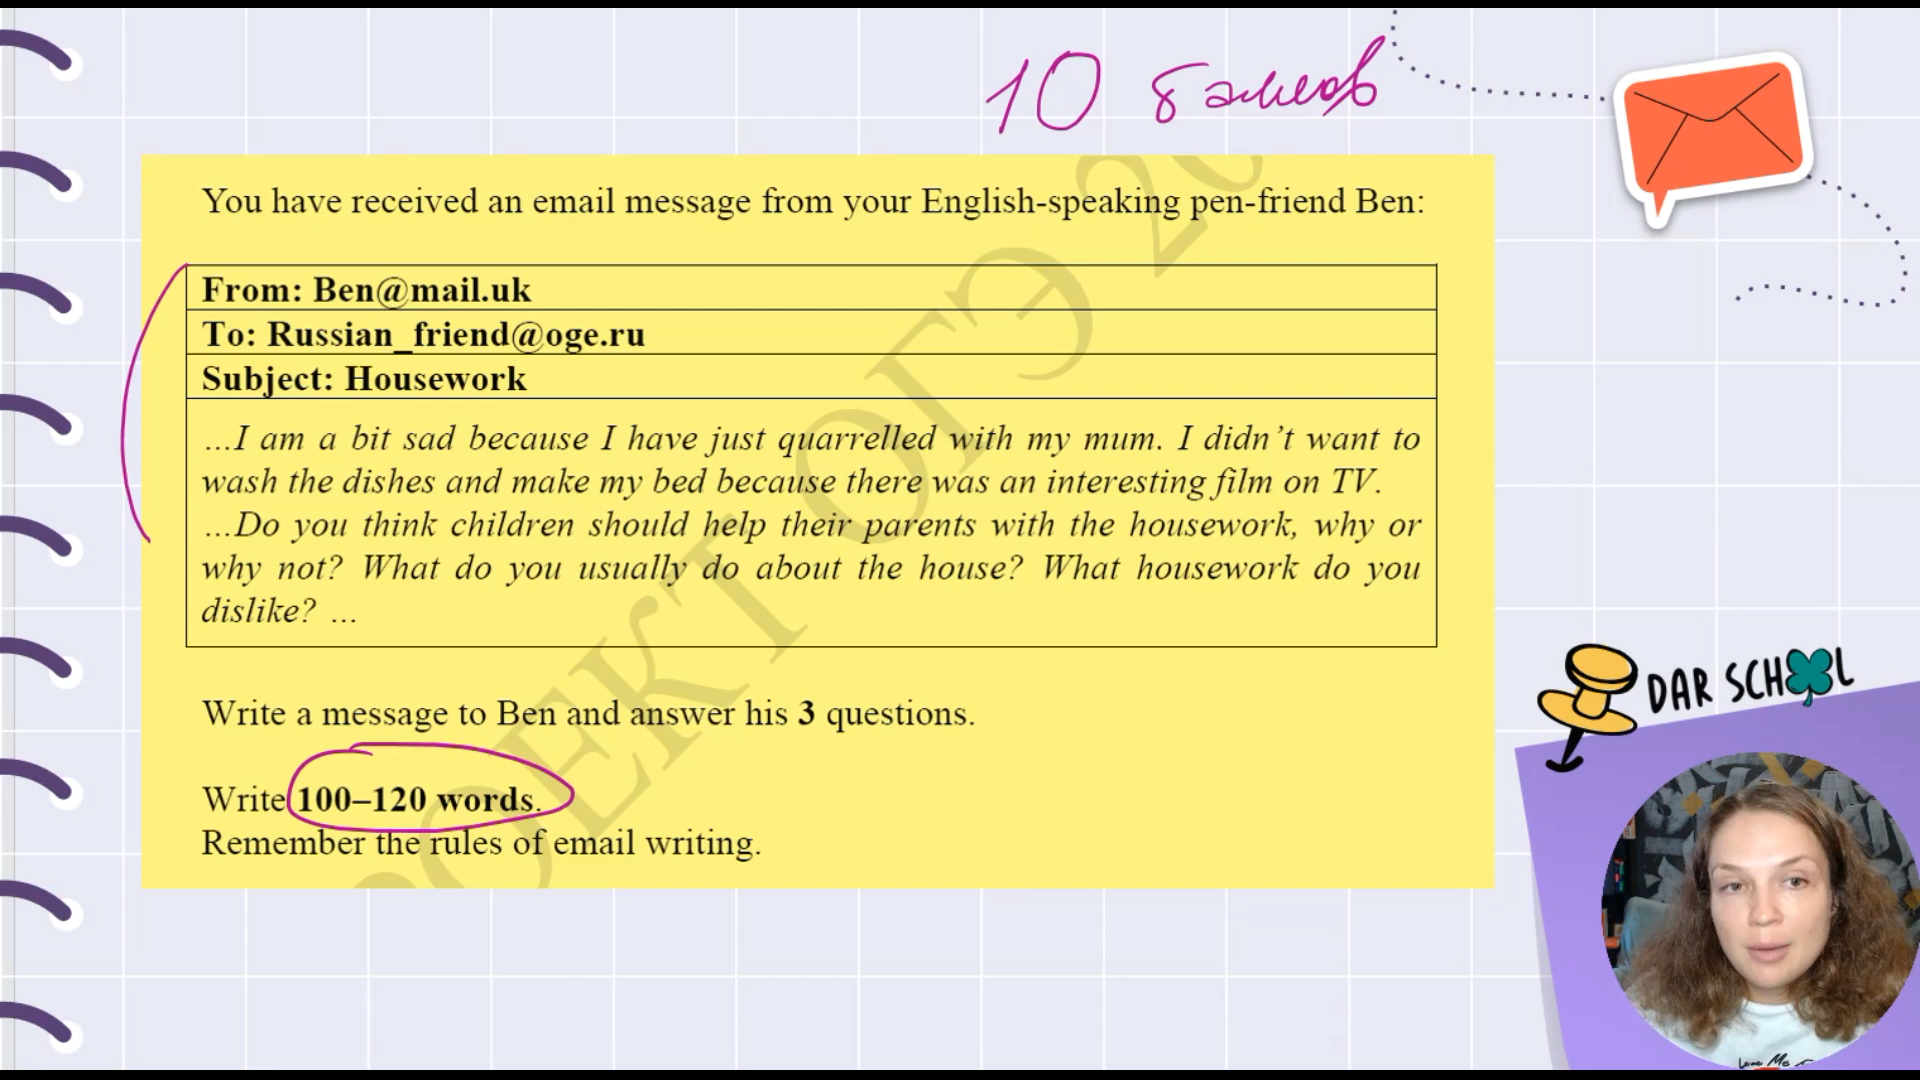 10 баллов
You have received an email message from your English-speaking pen-friend Ben:
From: Ben@mail.uk
To: Russian_friend@oge.ru
Subject: Housework
...I am a bit sad because I have just quarrelled with my mum. I didn't want to
wash the dishes and make my bed because there was an interesting film on TV.
...Do you think children should help their parents with the housework, why or
why not? What do you usually do about the house? What housework do you
dislike? ...
Write a message to Ben and answer his 3 questions.
Write 100–120 words.
Remember the rules of email writing.
ОЕКТ ОГЭ 20
DAR SCHOOL
Love Me